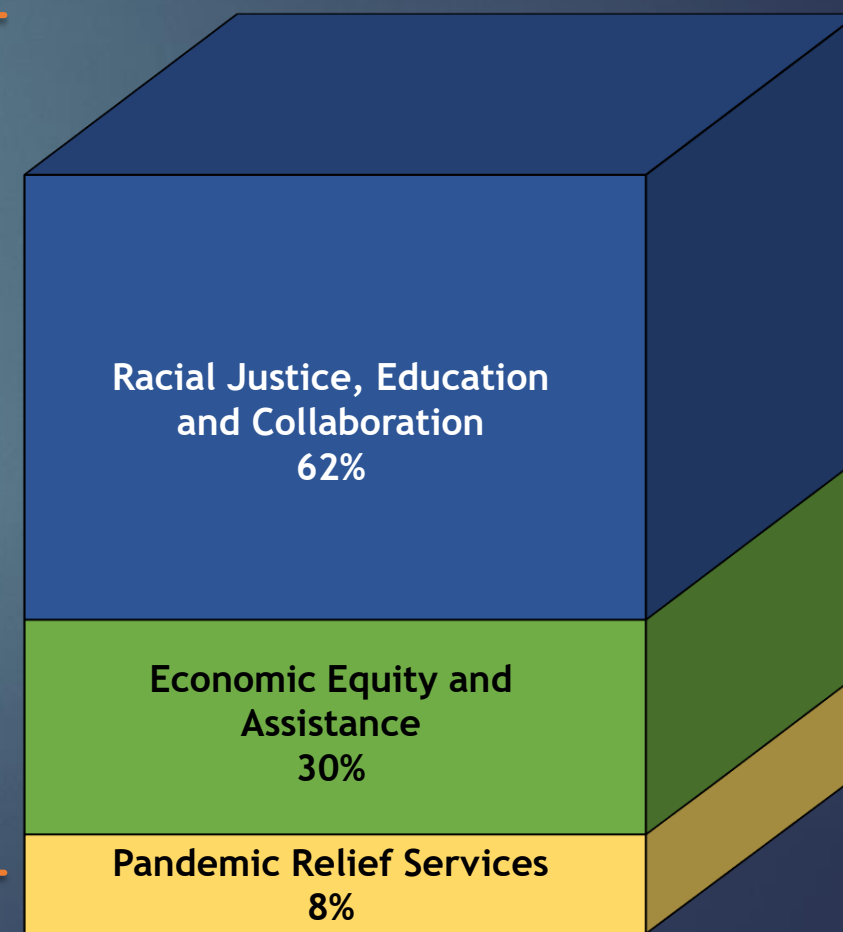 Racial Justice, Education
and Collaboration
62%
Economic Equity and
Assistance
30%
Pandemic Relief Services
8%